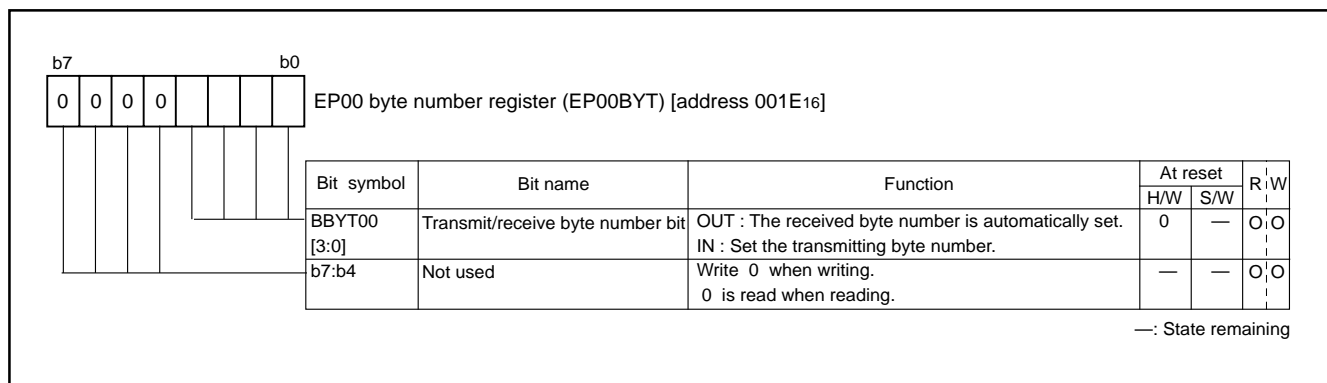 b7 b0
0 0 0 0
EP00 byte number register (EP00BYT) [address 001E16]
Bit symbol Bit name Function At reset R W
H/W S/W
BBYT00 Transmit/receive byte number bit OUT : The received byte number is automatically set. 0 — O O
[3:0] IN : Set the transmitting byte number.
b7:b4 Not used Write 0 when writing. — — O O
0 is read when reading.
—: State remaining